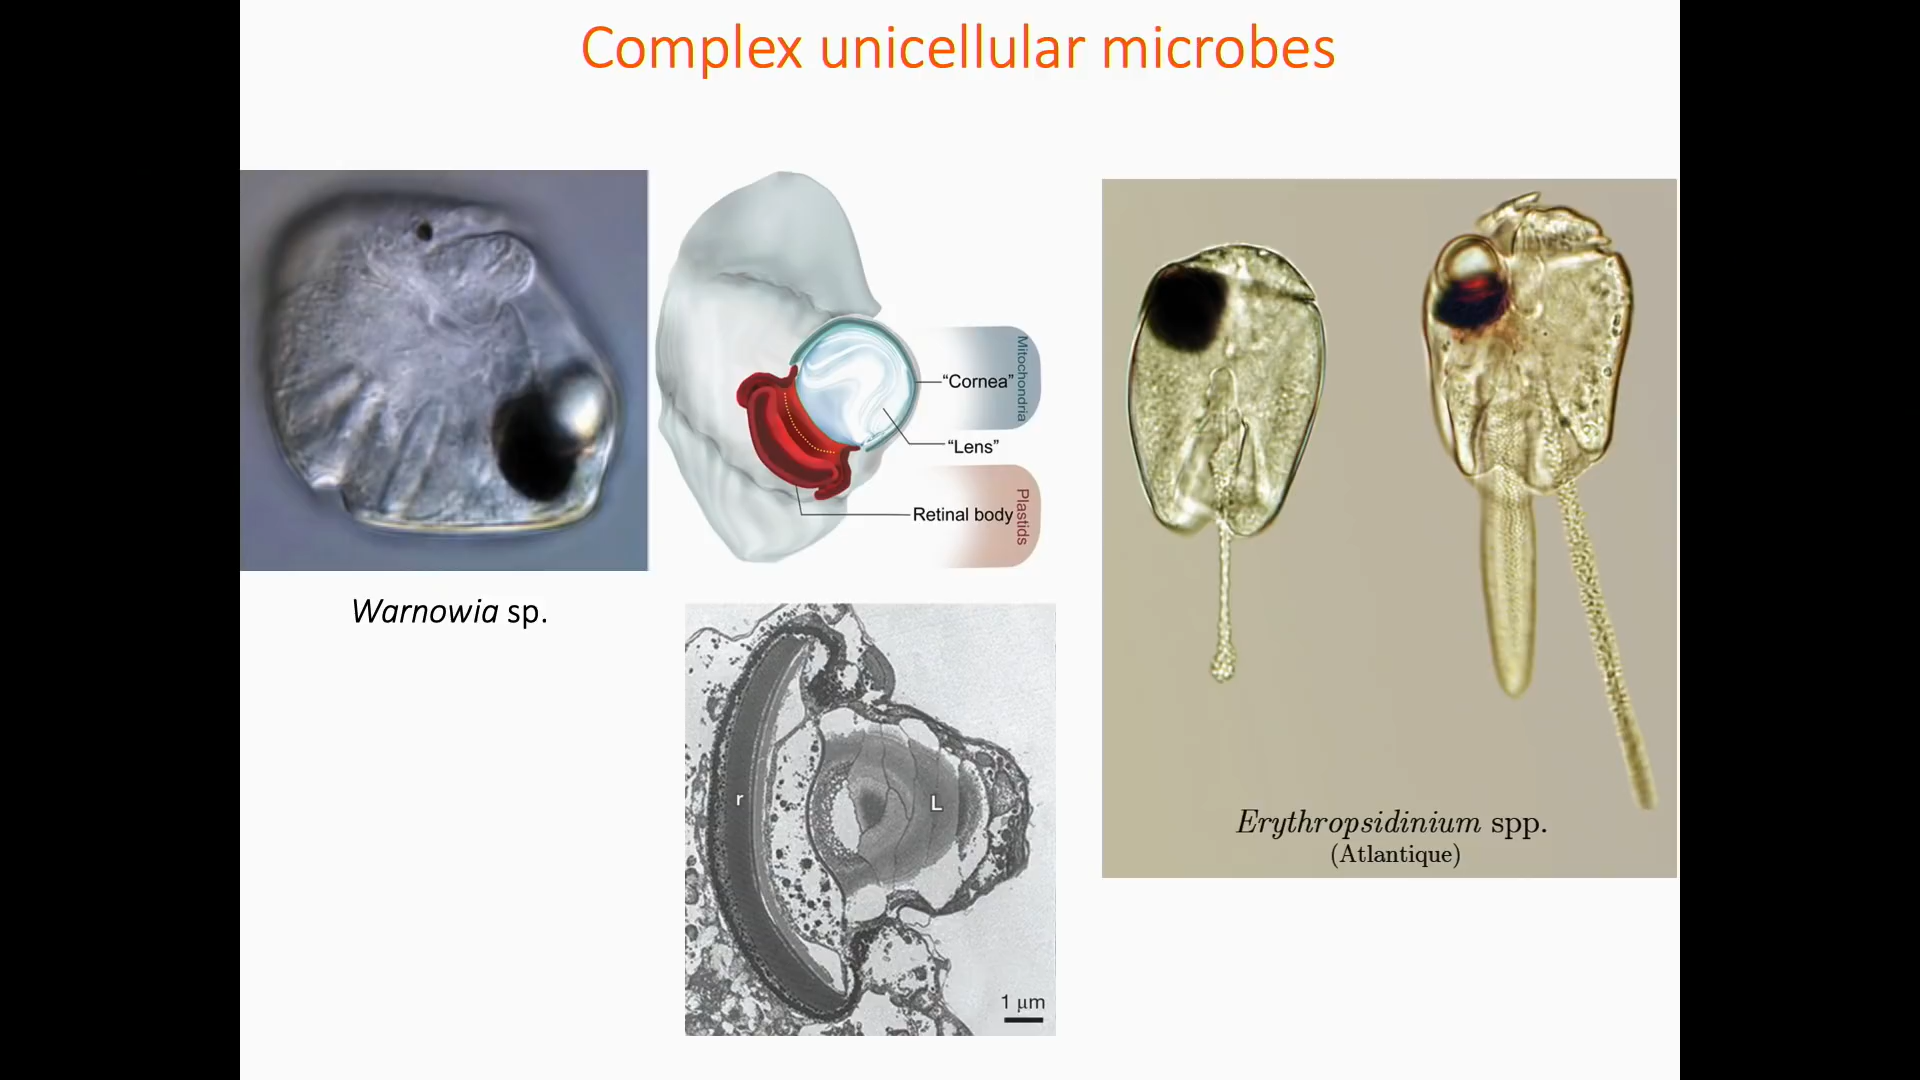 Complex unicellular microbes
Mitochondria
“Cornea”
“Lens”
Retinal body
Plastids
Warnowia sp.
r
L
1 μm
Erythropsidinium spp.
(Atlantique)